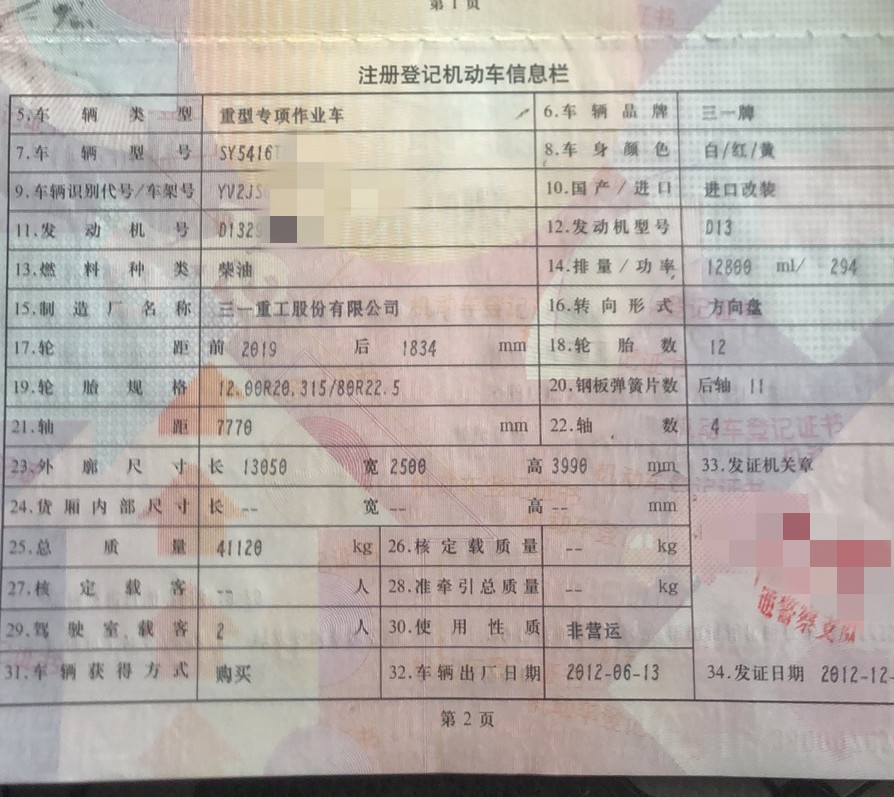 第1页
注册登记机动车信息栏
5.车辆类型 重型专项作业车 6.车辆品牌 三一牌
7.车辆型号 SY5416 8.车身颜色 白/红/黄
9.车辆识别代号/车架号 YV2JS 10.国产/进口 进口改装
11.发动机号 D1329 12.发动机型号 D13
13.燃料种类 柴油 14.排量/功率 12800 ml/ 294
15.制造厂名称 三一重工股份有限公司 16.转向形式 方向盘
17.轮距 前 2019 后 1834 mm 18.轮胎数 12
19.轮胎规格 12.00R20,315/80R22.5 20.钢板弹簧片数 后轴 11
21.轴距 7770 mm 22.轴数 4
23.外廓尺寸 长 13050 宽 2500 高 3990 mm 33.发证机关章
24.货厢内部尺寸 长 -- 宽 -- 高 -- mm
25.总质量 41120 kg 26.核定载质量 -- kg
27.核定载客 -- 人 28.准牵引总质量 -- kg
通警察支队
29.驾驶室载客 2 人 30.使用性质 非营运
31.车辆获得方式 购买 32.车辆出厂日期 2012-06-13 34.发证日期 2012-12-
第2页